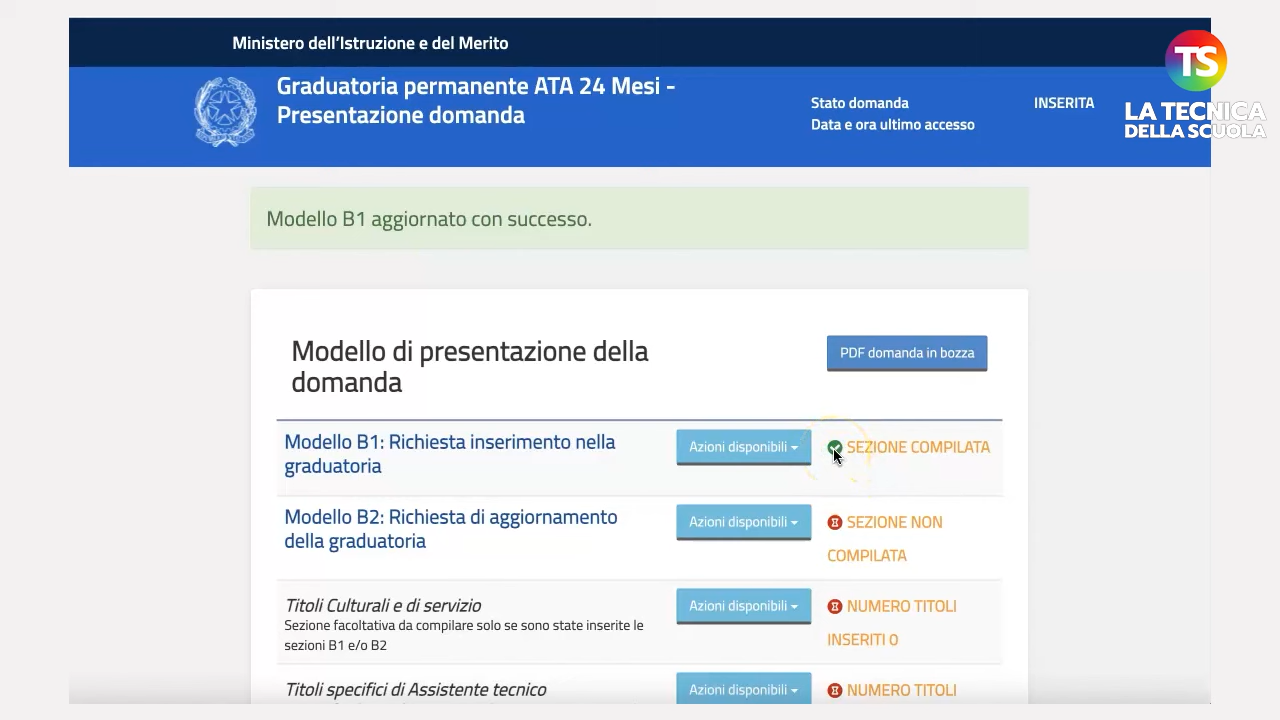 Ministero dell'Istruzione e del Merito
Graduatoria permanente ATA 24 Mesi -
Presentazione domanda
Stato domanda
INSERITA
Data e ora ultimo accesso
TS
LA TECNICA
DELLA SCUOLA
Modello B1 aggiornato con successo.
Modello di presentazione della
domanda
PDF domanda in bozza
Modello B1: Richiesta inserimento nella
graduatoria
Azioni disponibili
SEZIONE COMPILATA
Modello B2: Richiesta di aggiornamento
della graduatoria
Azioni disponibili
SEZIONE NON
COMPILATA
Titoli Culturali e di servizio
Sezione facoltativa da compilare solo se sono state inserite le
sezioni B1 e/o B2
Azioni disponibili
NUMERO TITOLI
INSERITI 0
Titoli specifici di Assistente tecnico
Azioni disponibili
NUMERO TITOLI